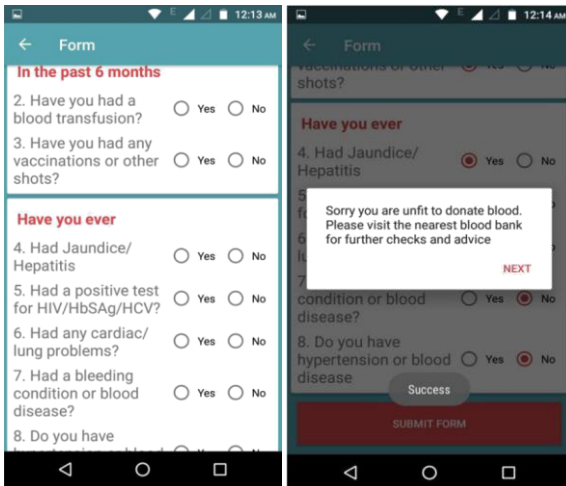 E 12:13 AM
Form
In the past 6 months
2. Have you had a
blood transfusion?
Yes No
3. Have you had any
vaccinations or other
shots?
Yes No
Have you ever
4. Had Jaundice/
Hepatitis
Yes No
5. Had a positive test
for HIV/HbSAg/HCV?
Yes No
6. Had any cardiac/
lung problems?
Yes No
7. Had a bleeding
condition or blood
disease?
Yes No
8. Do you have
E 12:14 AM
Form
vaccinations or other
shots?
Have you ever
4. Had Jaundice/
Hepatitis
Yes No
5
6
7
Sorry you are unfit to donate blood.
Please visit the nearest blood bank
for further checks and advice
NEXT
condition or blood
disease?
Yes No
8. Do you have
hypertension or blood
disease
Yes No
Success
SUBMIT FORM